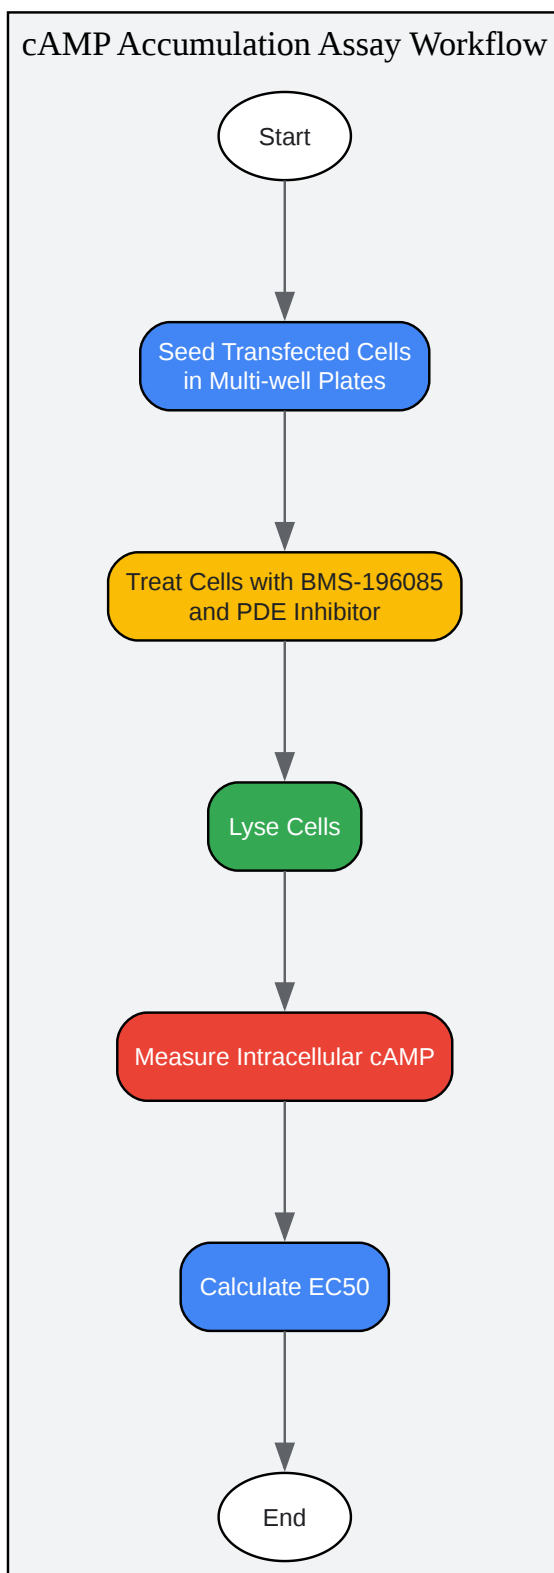 cAMP Accumulation Assay Workflow
Start
Seed Transfected Cells
in Multi-well Plates
Treat Cells with BMS-196085
and PDE Inhibitor
Lyse Cells
Measure Intracellular cAMP
Calculate EC50
End